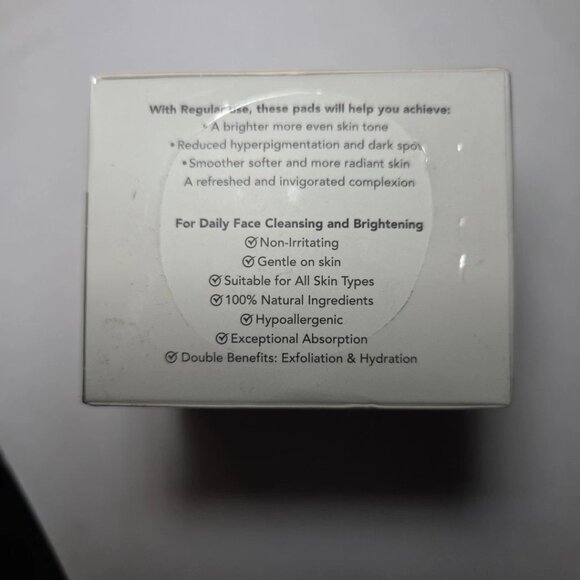 With Regular use, these pads will help you achieve:
• A brighter more even skin tone
• Reduced hyperpigmentation and dark spot
• Smoother softer and more radiant skin
A refreshed and invigorated complexion
For Daily Face Cleansing and Brightening
Non-Irritating
Gentle on skin
Suitable for All Skin Types
100% Natural Ingredients
Hypoallergenic
Exceptional Absorption
Double Benefits: Exfoliation & Hydration